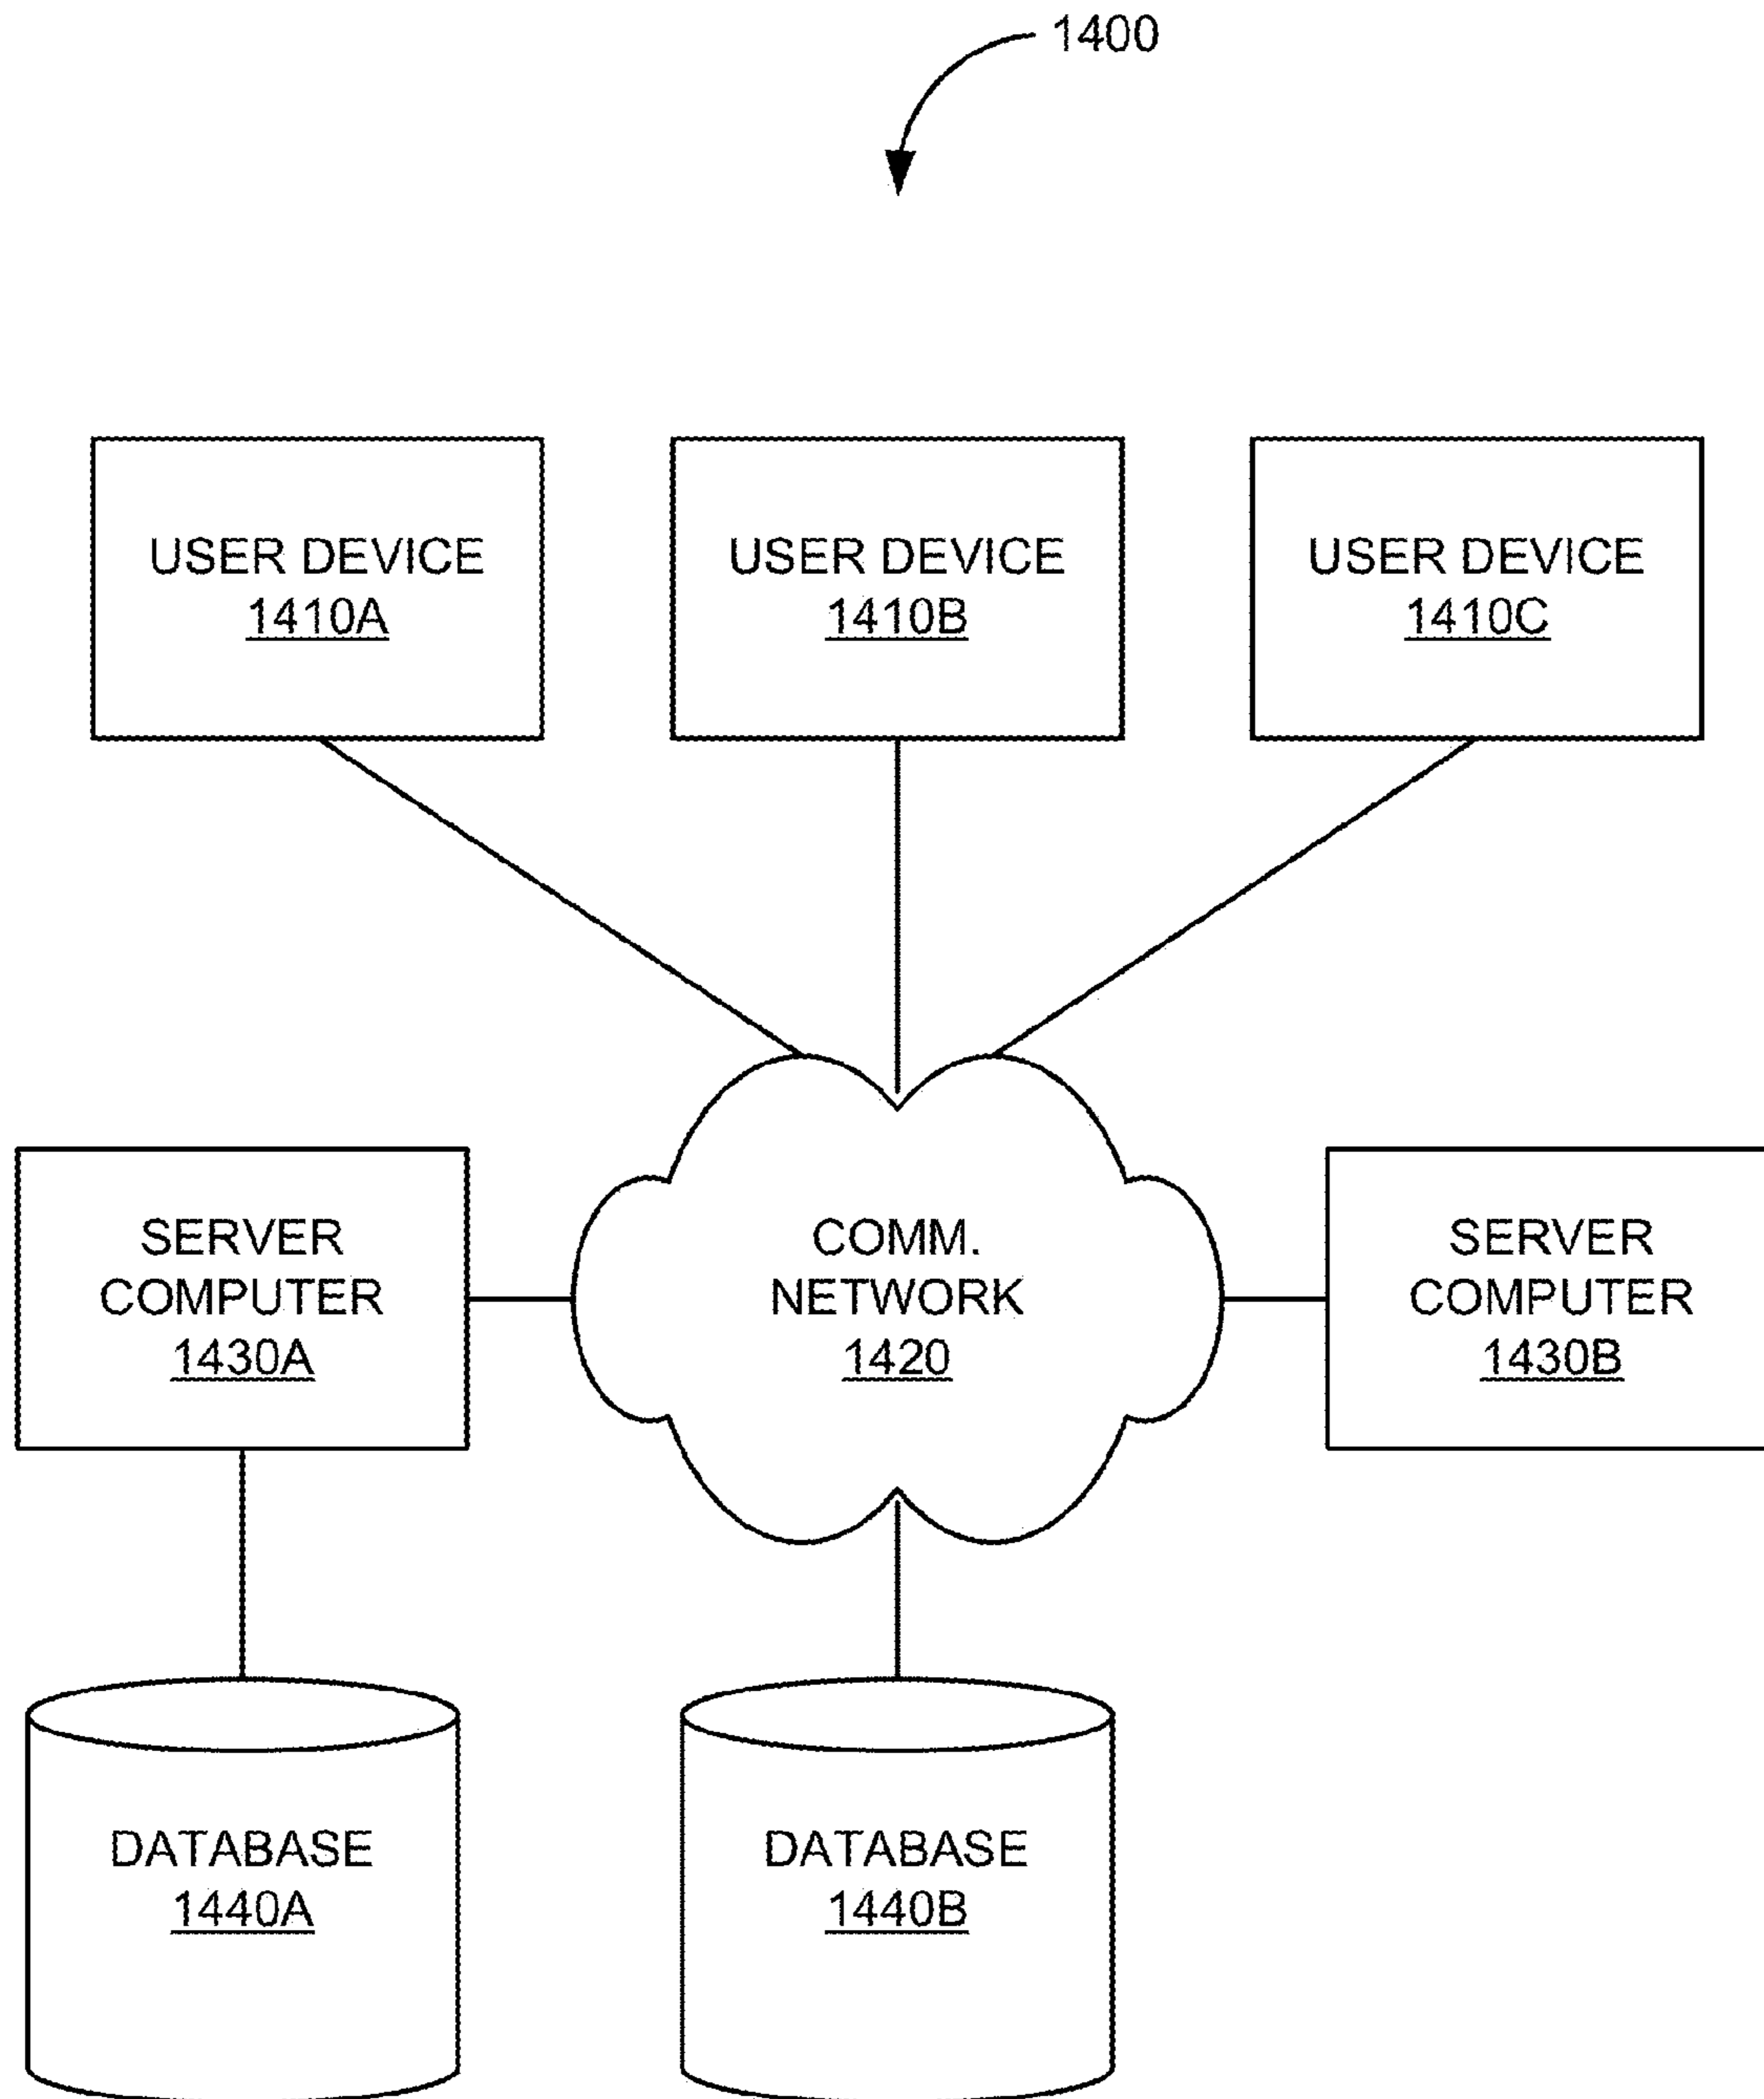 1400
USER DEVICE
1410A
USER DEVICE
1410B
USER DEVICE
1410C
SERVER
COMPUTER
1430A
COMM.
NETWORK
1420
SERVER
COMPUTER
1430B
DATABASE
1440A
DATABASE
1440B